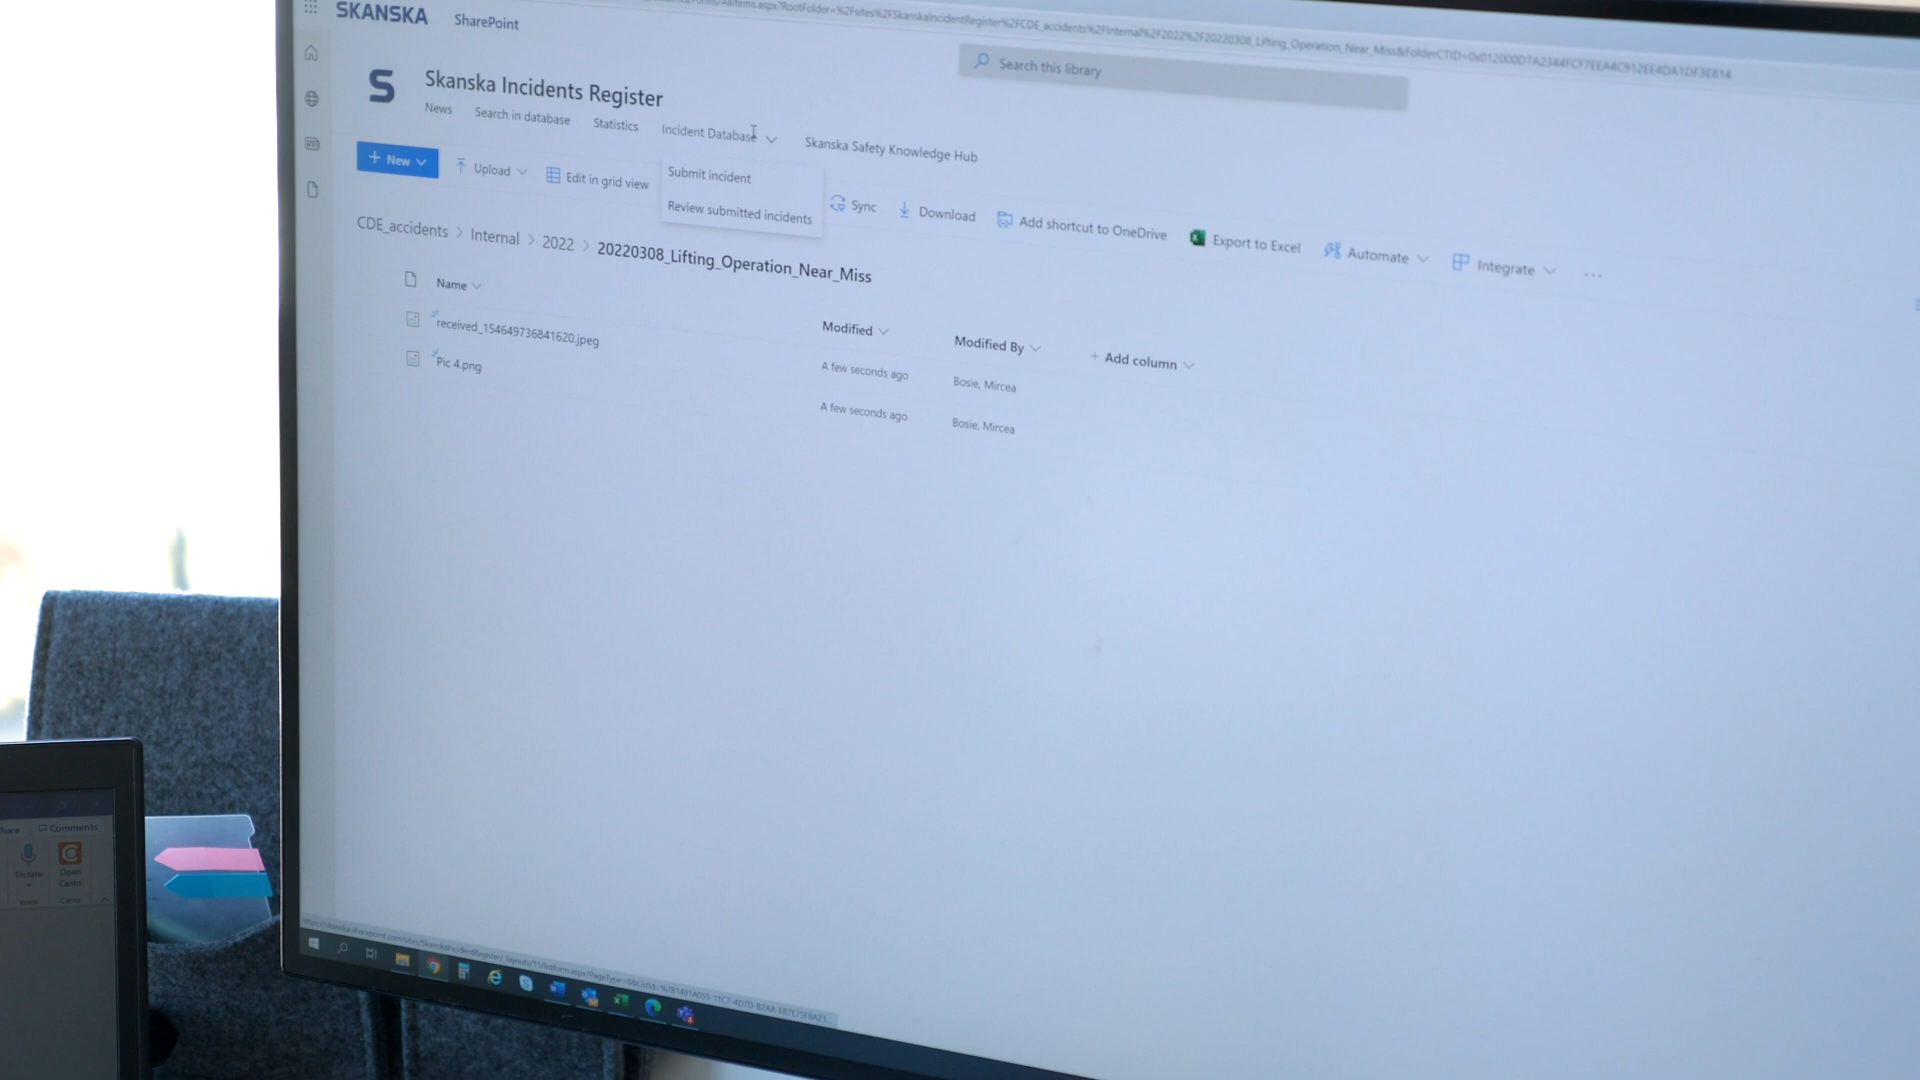 SKANSKA SharePoint
Search this library
Skanska Incidents Register
News Search in database Statistics Incident Database Skanska Safety Knowledge Hub
Submit incident
Review submitted incidents
+ New Upload Edit in grid view Sync Download Add shortcut to OneDrive Export to Excel Automate Integrate ...
CDE_accidents > Internal > 2022 > 20220308_Lifting_Operation_Near_Miss
Name Modified Modified By + Add column
received_154649736841620.jpeg A few seconds ago Bosie, Mircea
Pic 4.png A few seconds ago Bosie, Mircea
Comments
Dictate Open Canto